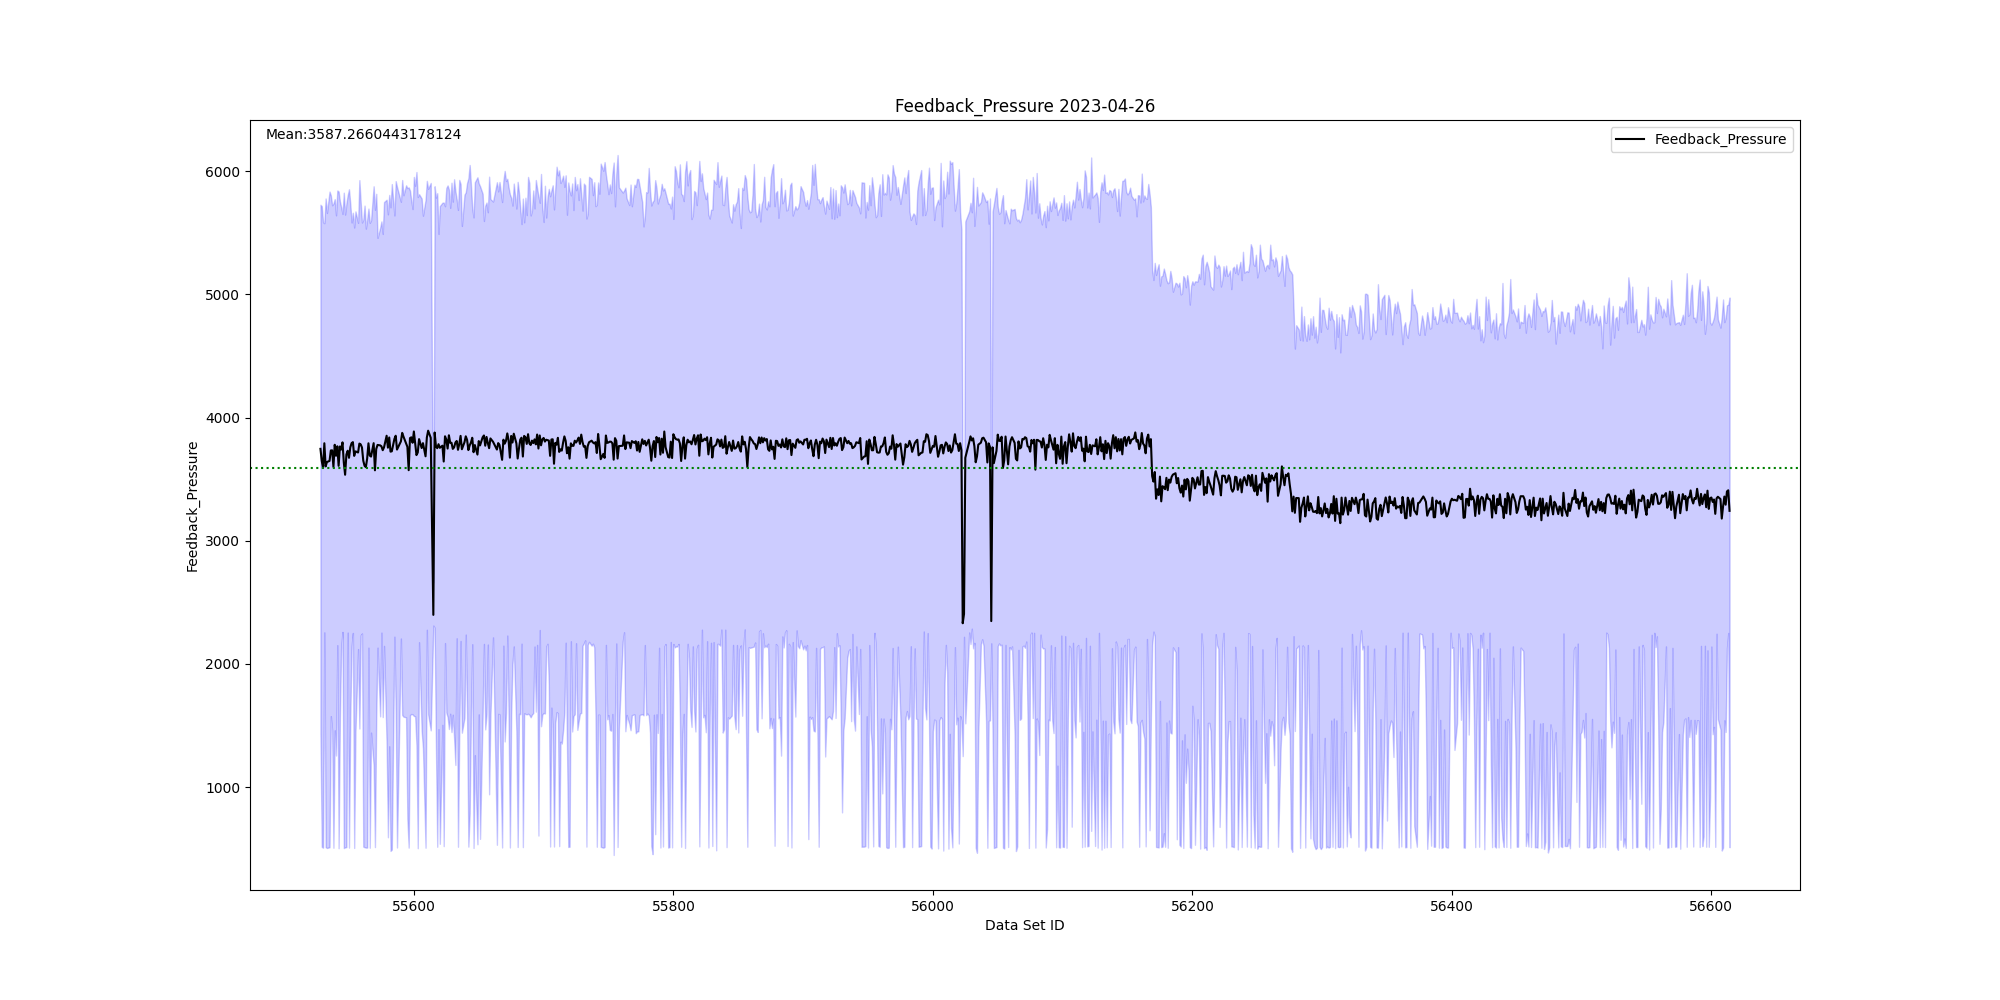 Feedback_Pressure 2023-04-26
Mean:3587.2660443178124
Feedback_Pressure
6000
5000
4000
3000
2000
1000
Feedback_Pressure
55600
55800
56000
56200
56400
56600
Data Set ID